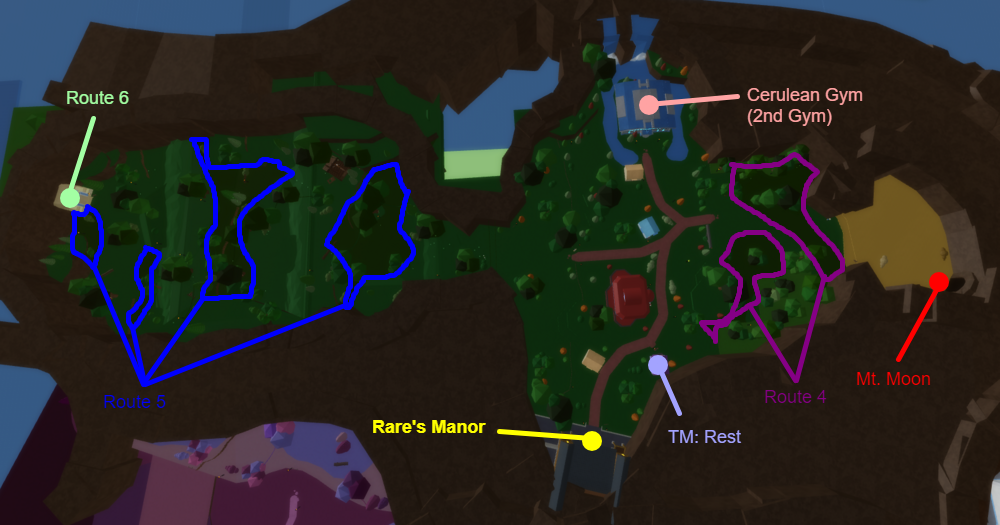 Route 6
Cerulean Gym
(2nd Gym)
Mt. Moon
Route 4
Route 5
Rare's Manor
TM: Rest